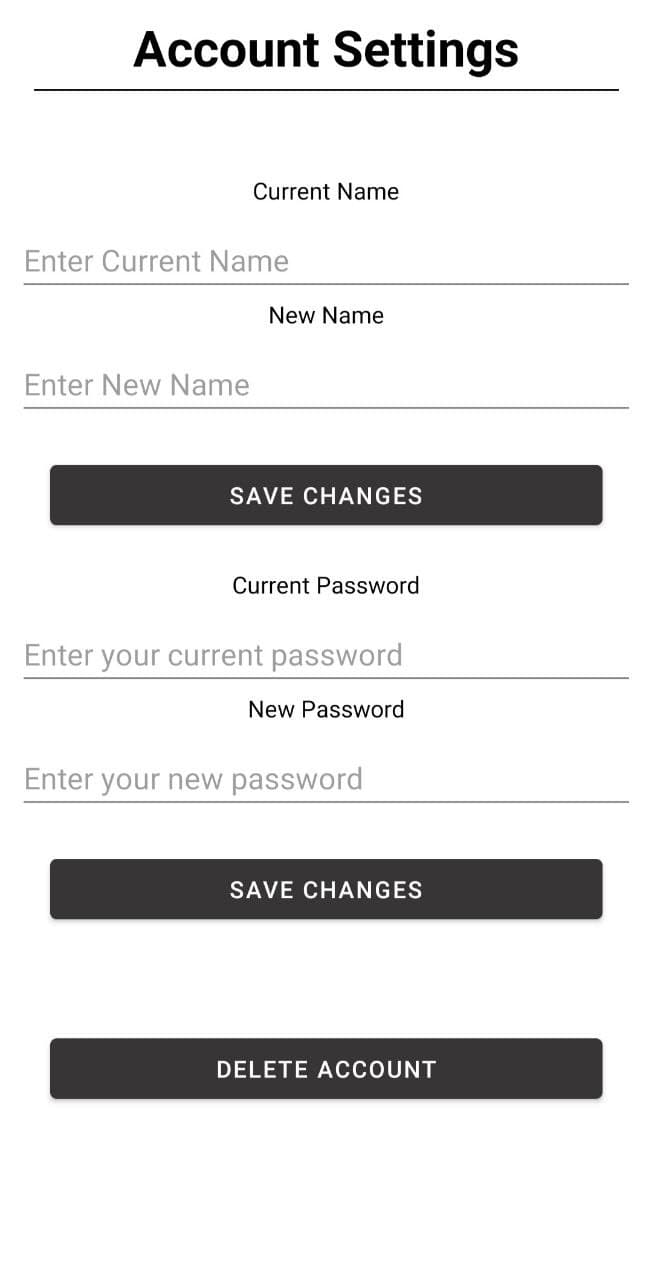 Account Settings
Current Name
Enter Current Name
New Name
Enter New Name
SAVE CHANGES
Current Password
Enter your current password
New Password
Enter your new password
SAVE CHANGES
DELETE ACCOUNT